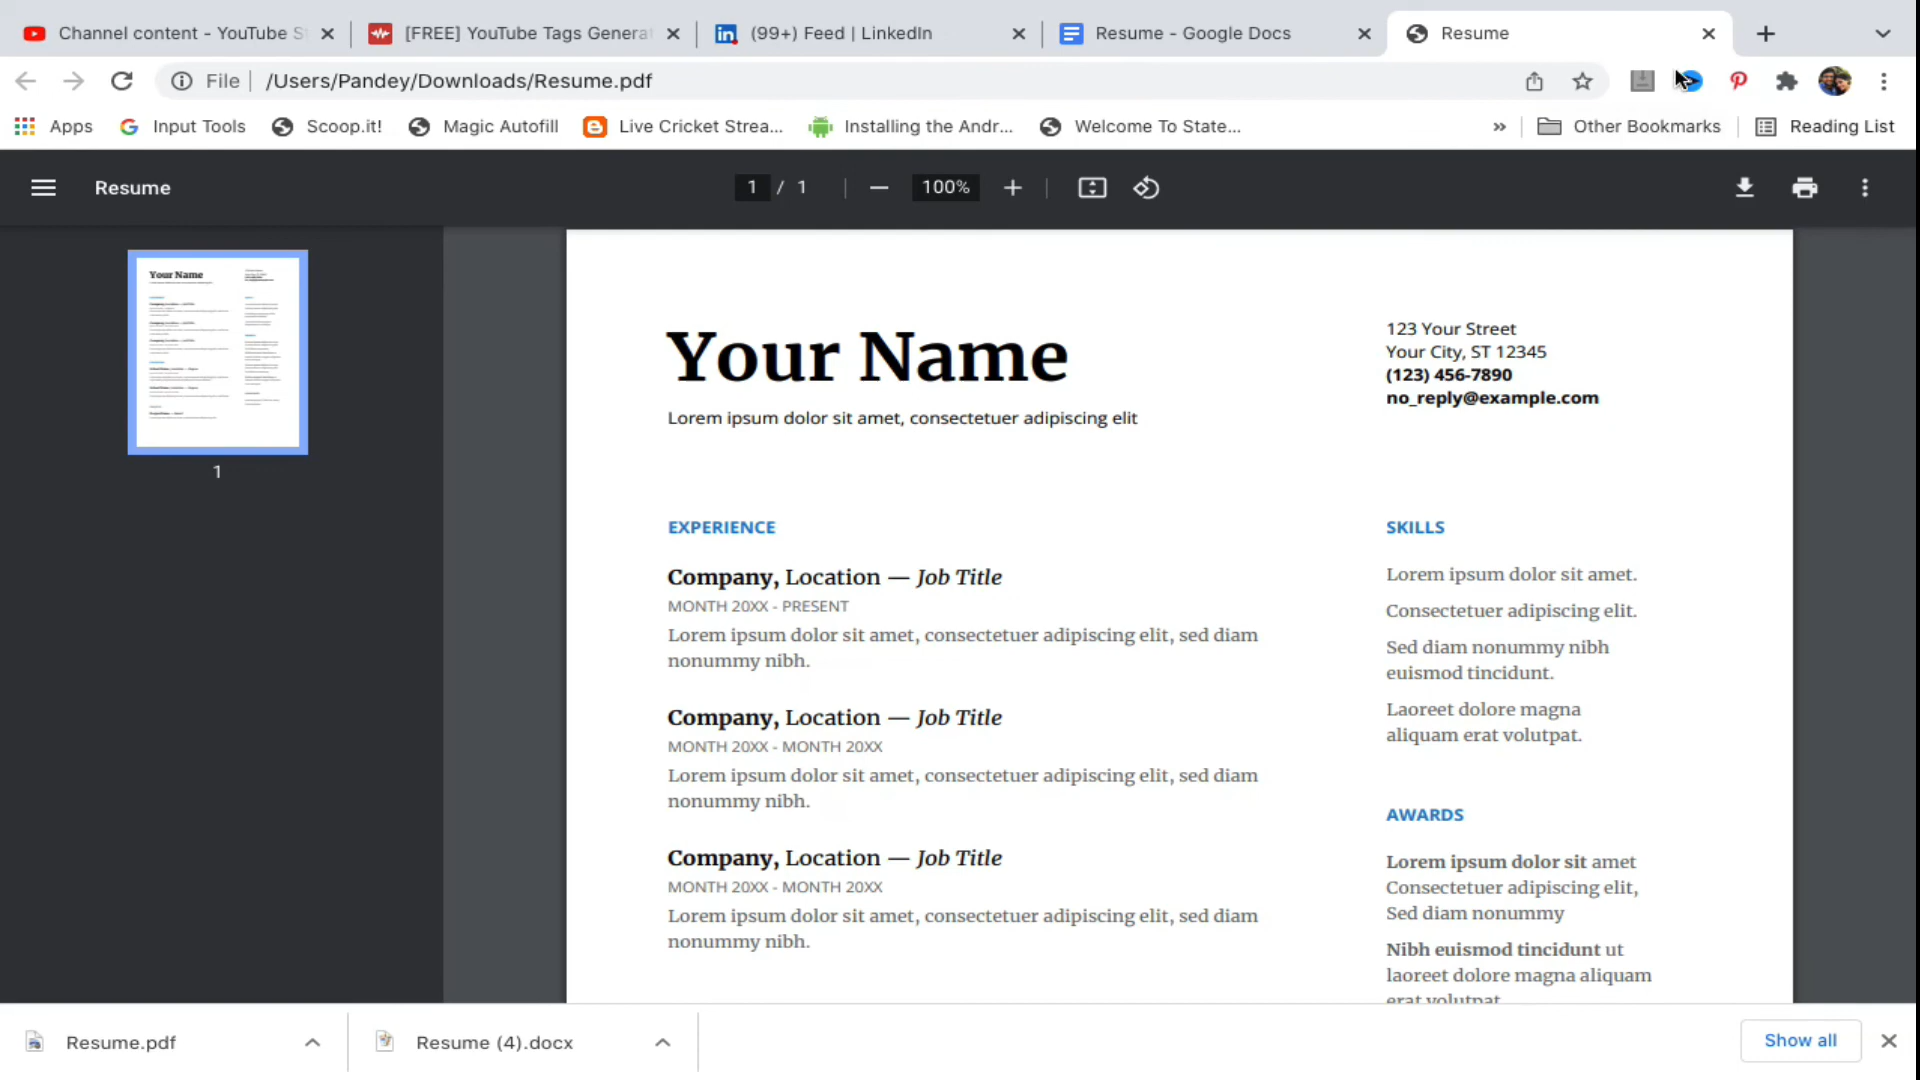 Channel content - YouTube S
[FREE] YouTube Tags Genera
(99+) Feed | LinkedIn
Resume - Google Docs
Resume
File | /Users/Pandey/Downloads/Resume.pdf
Apps
Input Tools
Scoop.it!
Magic Autofill
Live Cricket Strea...
Installing the Andr...
Welcome To State...
»
Other Bookmarks
Reading List
Resume
1 / 1
100%
Your Name
Lorem ipsum dolor sit amet, consectetuer adipiscing elit
123 Your Street
Your City, ST 12345
(123) 456-7890
no_reply@example.com
EXPERIENCE
Company, Location — Job Title
MONTH 20XX - PRESENT
Lorem ipsum dolor sit amet, consectetuer adipiscing elit, sed diam
nonummy nibh.
Company, Location — Job Title
MONTH 20XX - MONTH 20XX
Lorem ipsum dolor sit amet, consectetuer adipiscing elit, sed diam
nonummy nibh.
Company, Location — Job Title
MONTH 20XX - MONTH 20XX
Lorem ipsum dolor sit amet, consectetuer adipiscing elit, sed diam
nonummy nibh.
SKILLS
Lorem ipsum dolor sit amet.
Consectetuer adipiscing elit.
Sed diam nonummy nibh
euismod tincidunt.
Laoreet dolore magna
aliquam erat volutpat.
AWARDS
Lorem ipsum dolor sit amet
Consectetuer adipiscing elit,
Sed diam nonummy
Nibh euismod tincidunt ut
laoreet dolore magna aliquam
erat volutpat
Your Name
1
Resume.pdf
Resume (4).docx
Show all